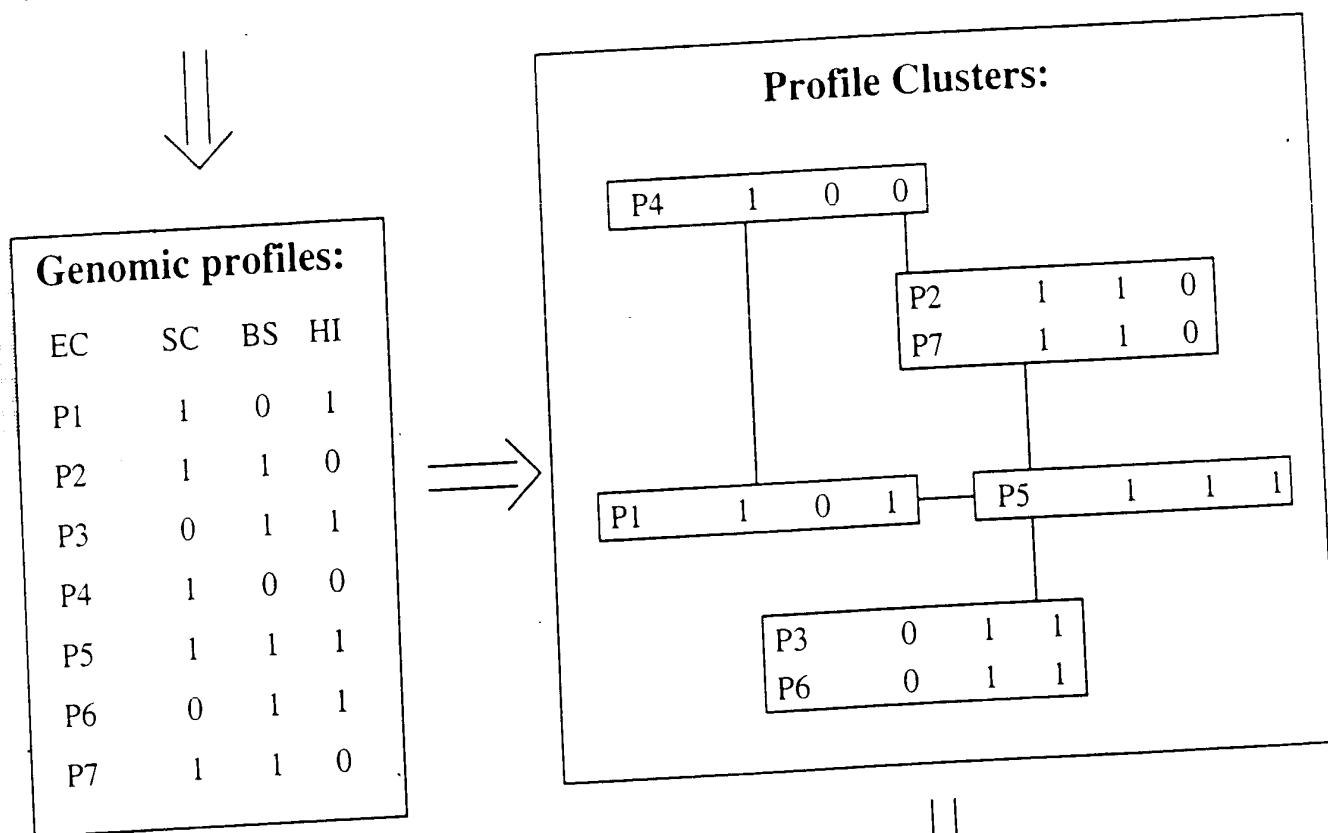 Genomic profiles:
EC SC BS HI
P1 1 0 1
P2 1 1 0
P3 0 1 1
P4 1 0 0
P5 1 1 1
P6 0 1 1
P7 1 1 0
Profile Clusters:
P4 1 0 0
P2 1 1 0
P7 1 1 0
P1 1 0 1
P5 1 1 1
P3 0 1 1
P6 0 1 1